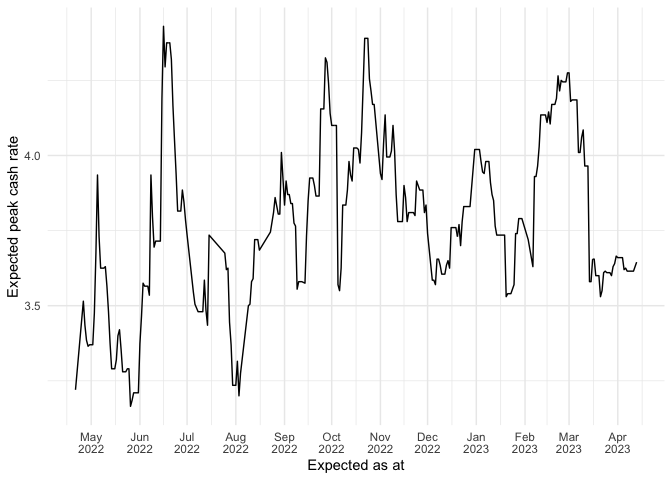 Expected peak cash rate
4.0
3.5
May Jun Jul Aug Sep Oct Nov Dec Jan Feb Mar Apr
2022 2022 2022 2022 2022 2022 2022 2022 2023 2023 2023 2023
Expected as at